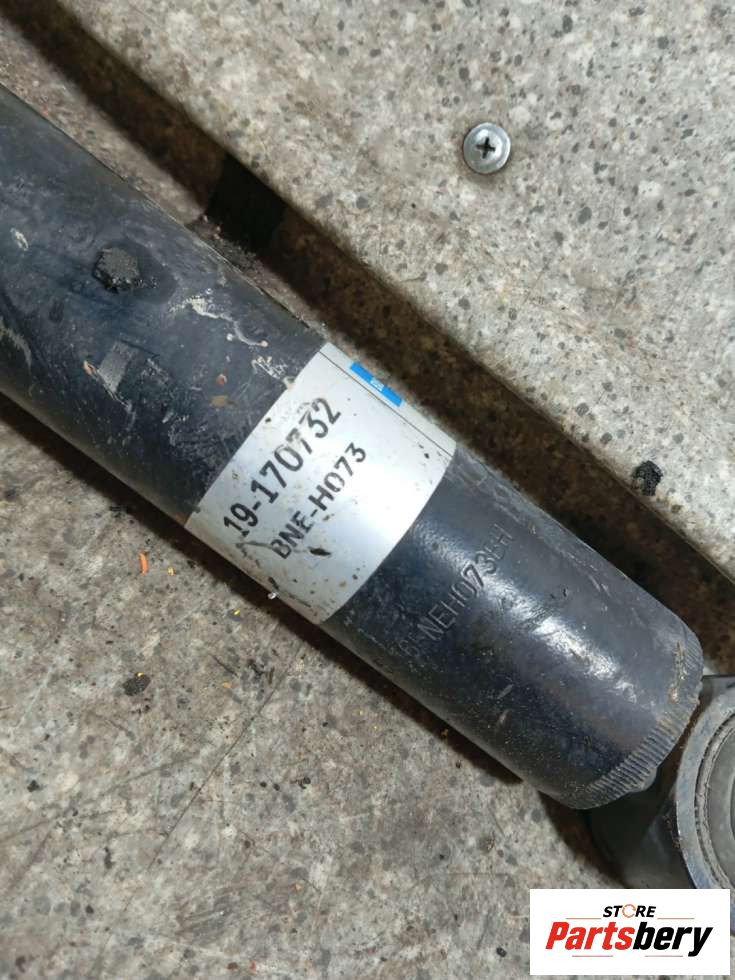 19-170732
BNE-H073
STORE
Partsbery